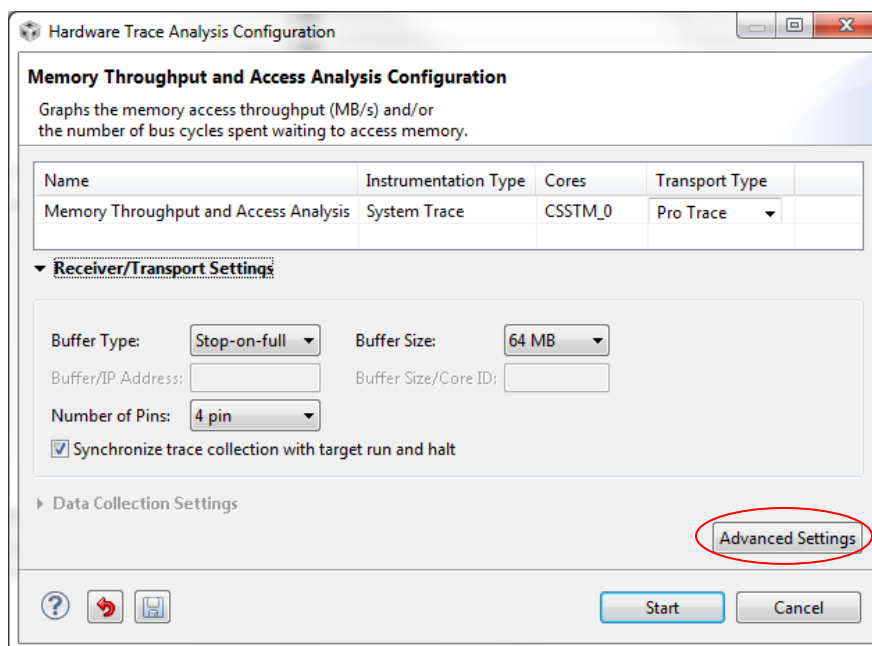 Hardware Trace Analysis Configuration
Memory Throughput and Access Analysis Configuration
Graphs the memory access throughput (MB/s) and/or
the number of bus cycles spent waiting to access memory.
Name Instrumentation Type Cores Transport Type
Memory Throughput and Access Analysis System Trace CSSTM_0 Pro Trace
Receiver/Transport Settings
Buffer Type: Stop-on-full Buffer Size: 64 MB
Buffer/IP Address: Buffer Size/Core ID:
Number of Pins: 4 pin
Synchronize trace collection with target run and halt
Data Collection Settings
Advanced Settings
Start Cancel